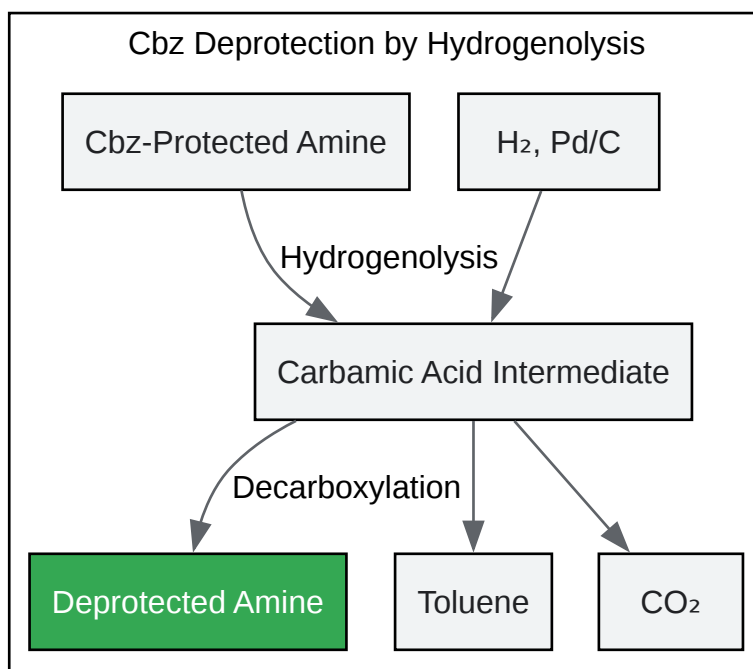 Cbz Deprotection by Hydrogenolysis
Cbz-Protected Amine
H₂, Pd/C
Hydrogenolysis
Carbamic Acid Intermediate
Decarboxylation
Deprotected Amine
Toluene
CO₂